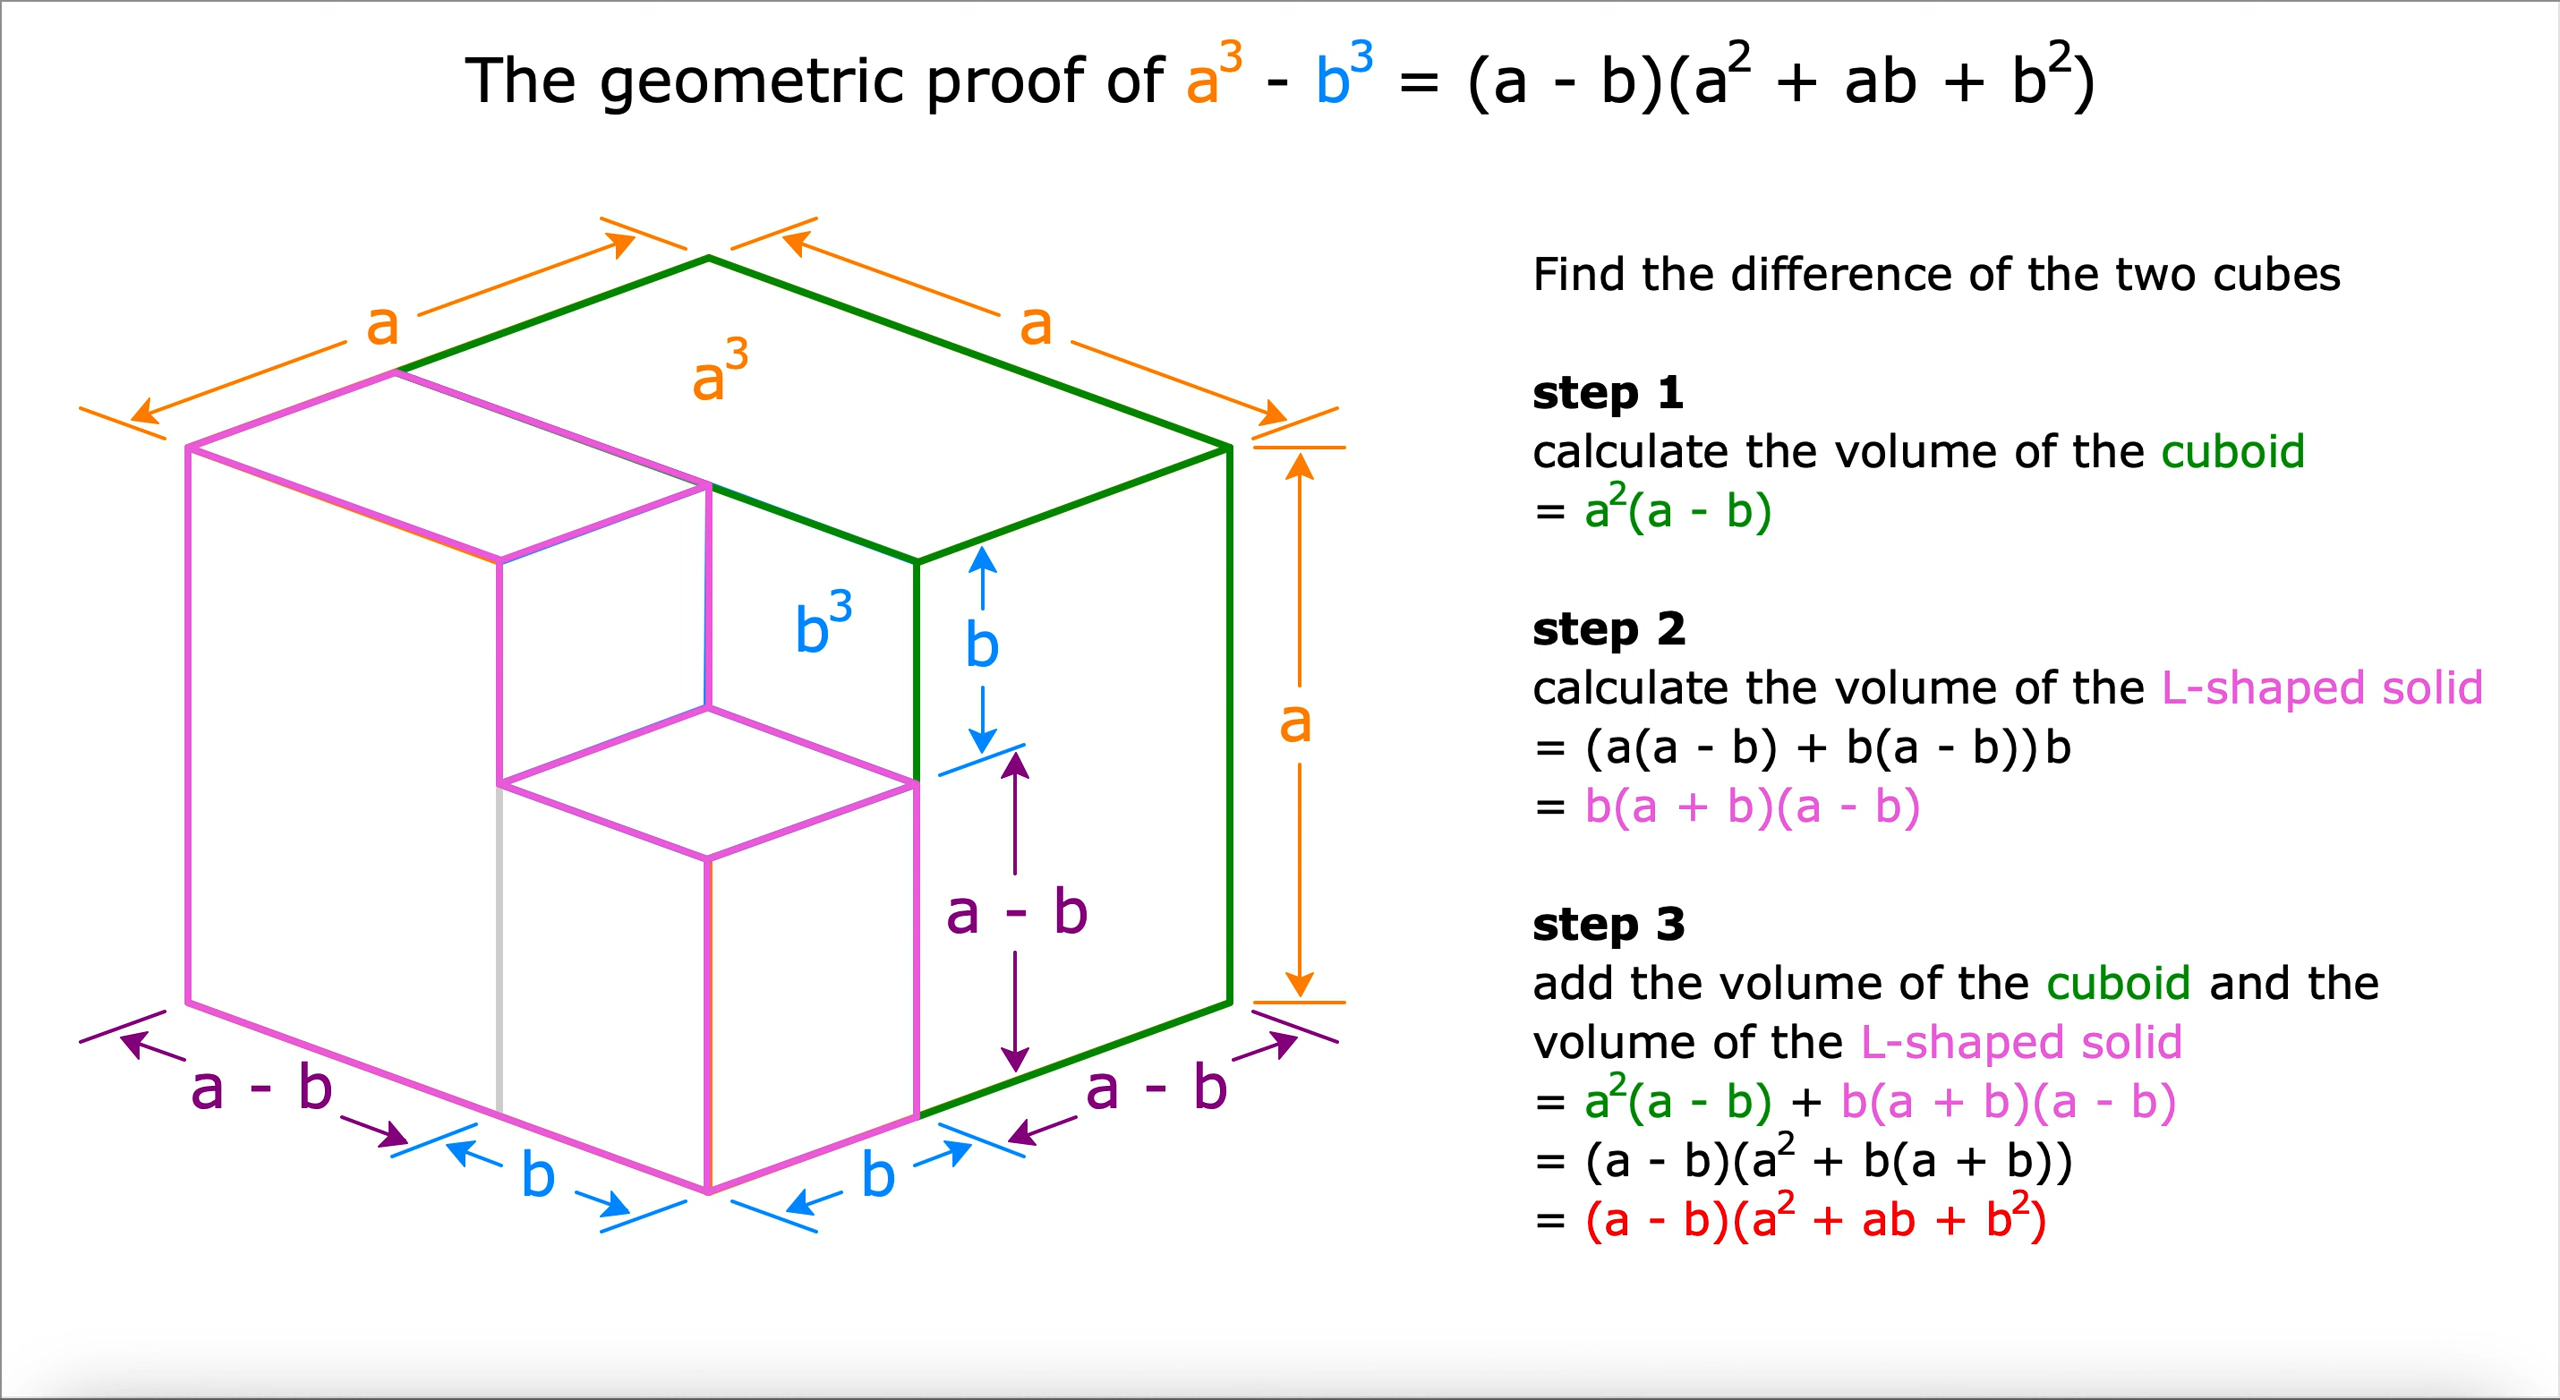 The geometric proof of a³ - b³ = (a - b)(a² + ab + b²)
a
a
a³
b³
b
a
a - b
a - b
a - b
b
b
Find the difference of the two cubes
step 1
calculate the volume of the cuboid
= a²(a - b)
step 2
calculate the volume of the L-shaped solid
= (a(a - b) + b(a - b))b
= b(a + b)(a - b)
step 3
add the volume of the cuboid and the
volume of the L-shaped solid
= a²(a - b) + b(a + b)(a - b)
= (a - b)(a² + b(a + b))
= (a - b)(a² + ab + b²)